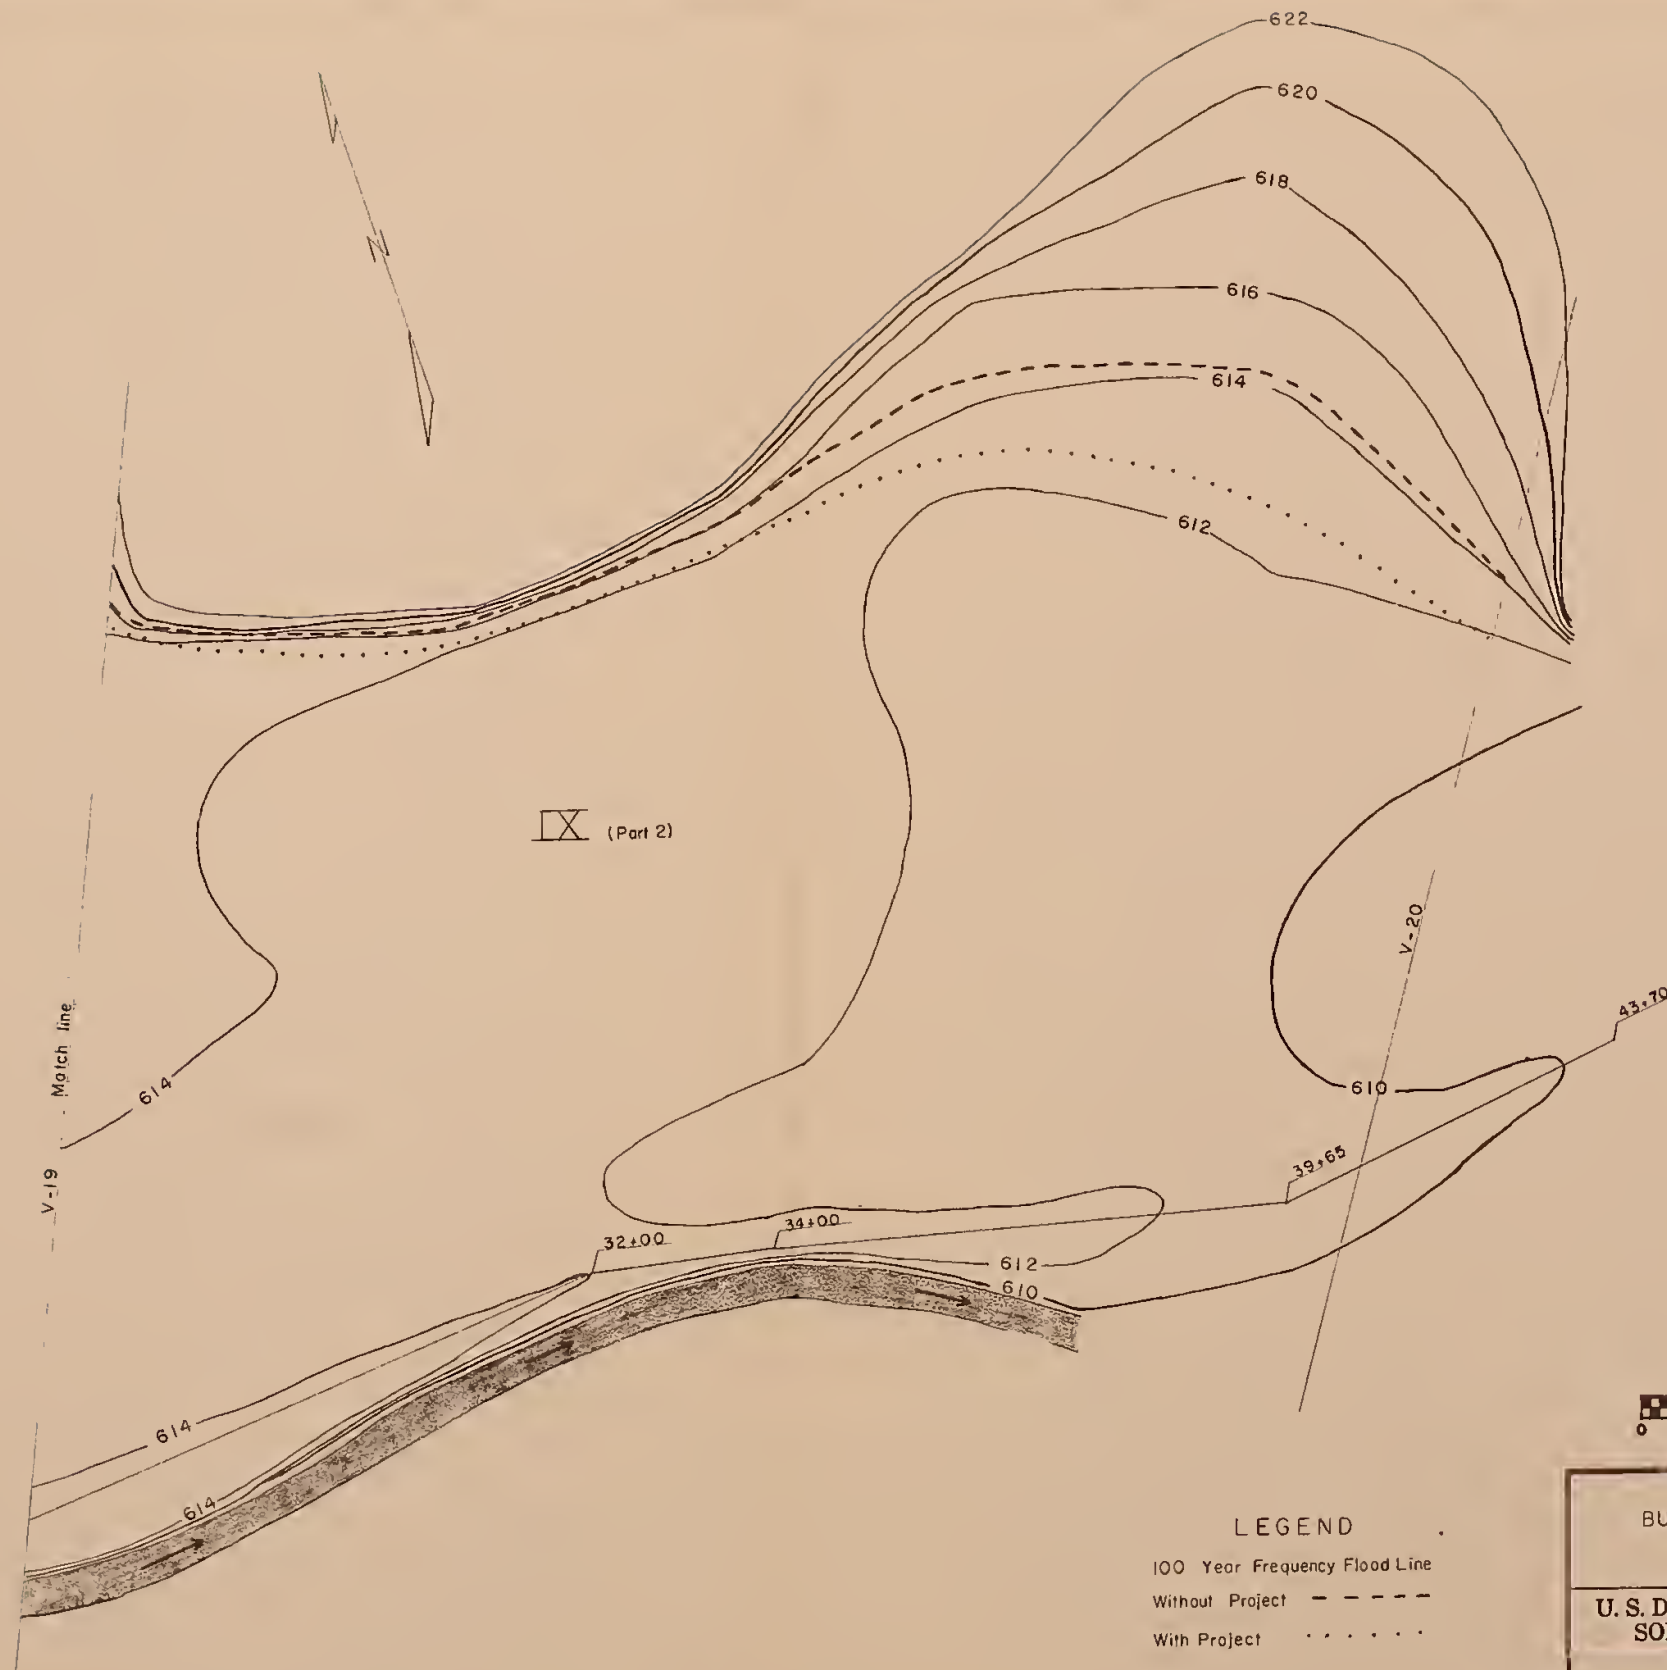 622
620
618
616
614
612
N
IX (Part 2)
V-20
43+70
Match line
614
610
V-19
39+65
34+00
32+00
612
610
614
614
0
LEGEND
100 Year Frequency Flood Line
Without Project
With Project
BU
U. S. D
SO